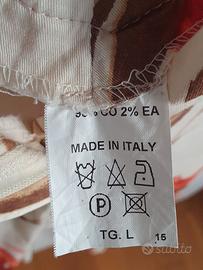 CO 2% EA
MADE IN ITALY
P
TG. L
15
subito